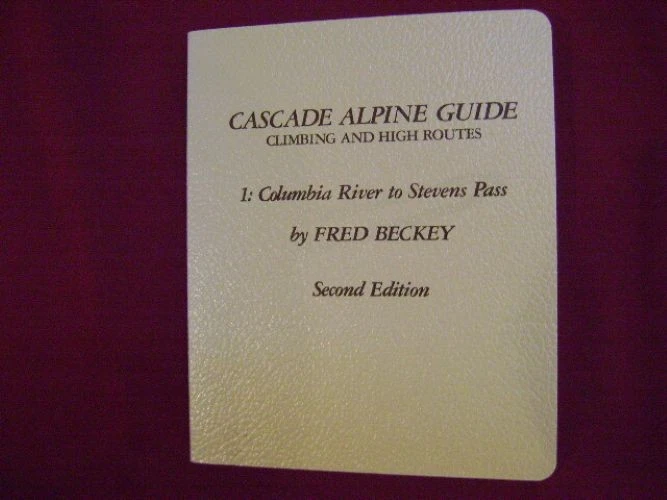 CASCADE ALPINE GUIDE
CLIMBING AND HIGH ROUTES
1: Columbia River to Stevens Pass
by FRED BECKEY
Second Edition